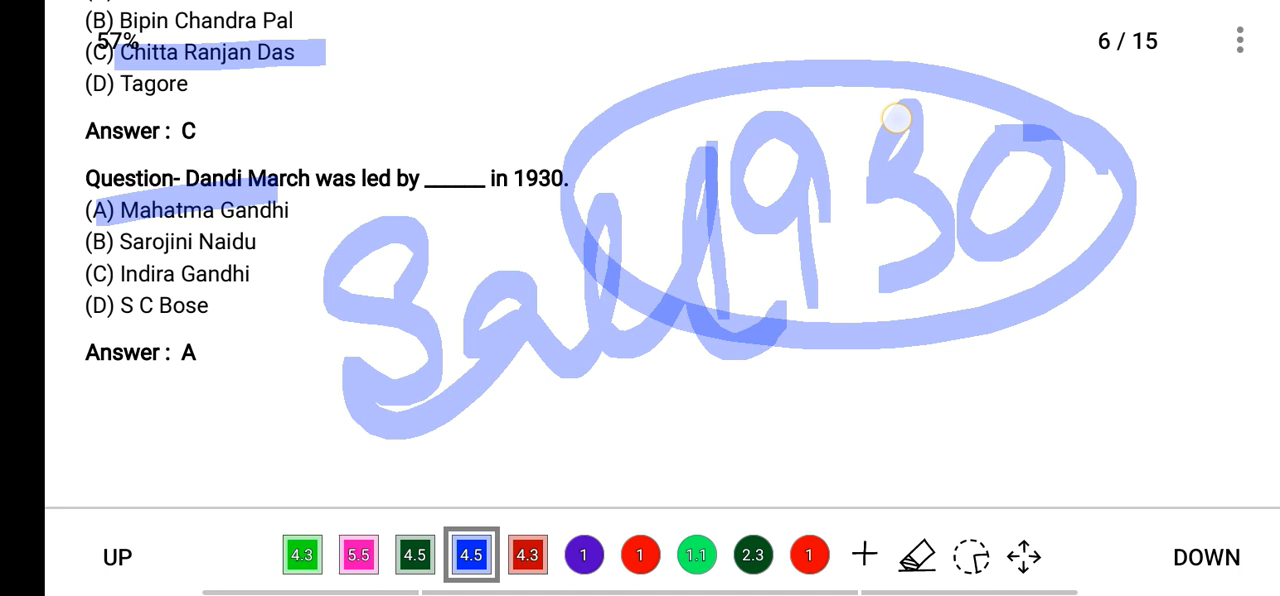 (B) Bipin Chandra Pal
57%
6 / 15
(C) Chitta Ranjan Das
(D) Tagore
Answer : C
Question- Dandi March was led by ______ in 1930.
(A) Mahatma Gandhi
(B) Sarojini Naidu
(C) Indira Gandhi
(D) S C Bose
Answer : A
Sall 1930
UP
4.3 5.5 4.5 4.5 4.3 1 1 1.1 2.3 1
DOWN